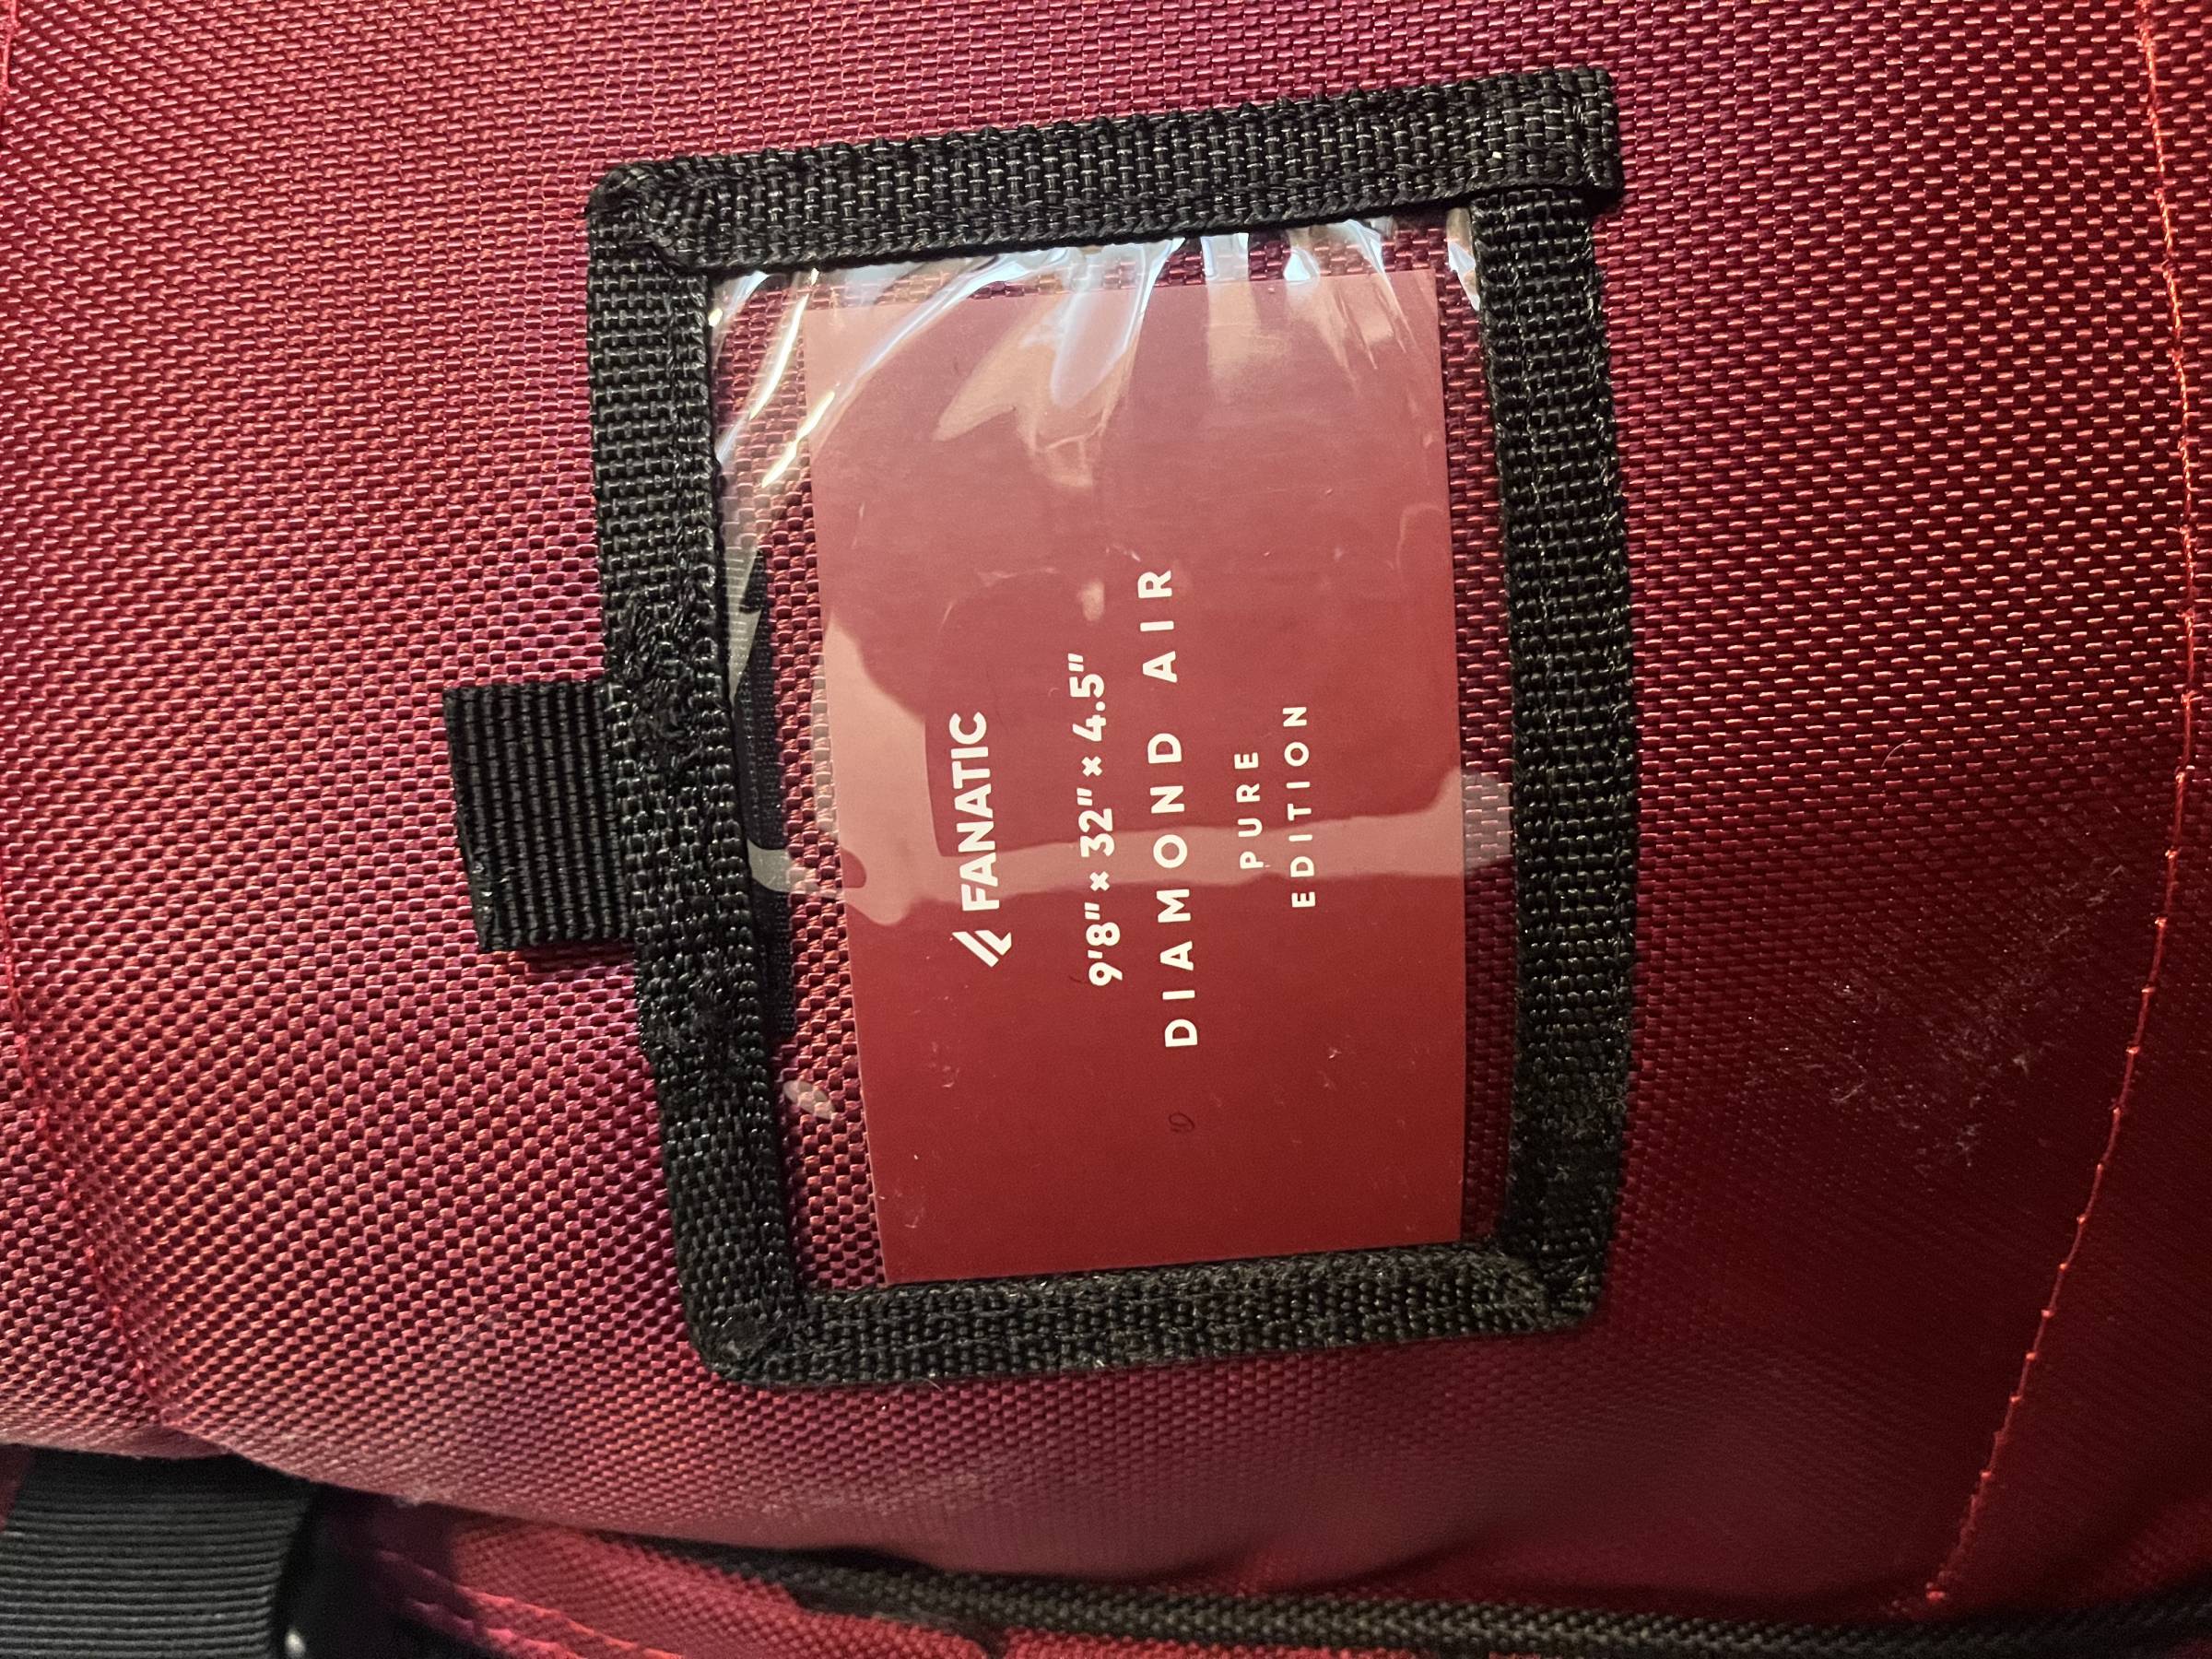 FANATIC
9'8" × 32" × 4.5"
DIAMOND AIR
PURE
EDITION